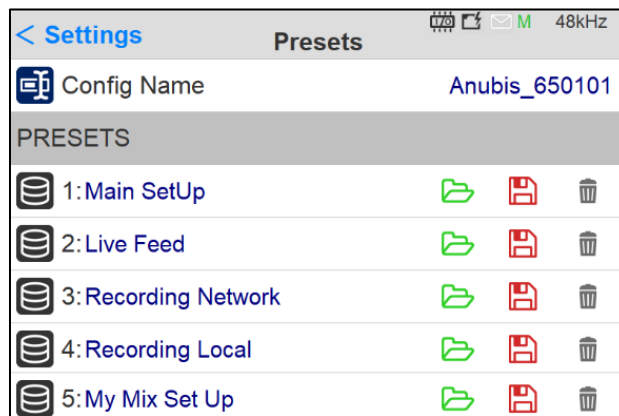 < Settings
Presets
I/O M 48kHz
Config Name Anubis_650101
PRESETS
1: Main SetUp
2: Live Feed
3: Recording Network
4: Recording Local
5: My Mix Set Up